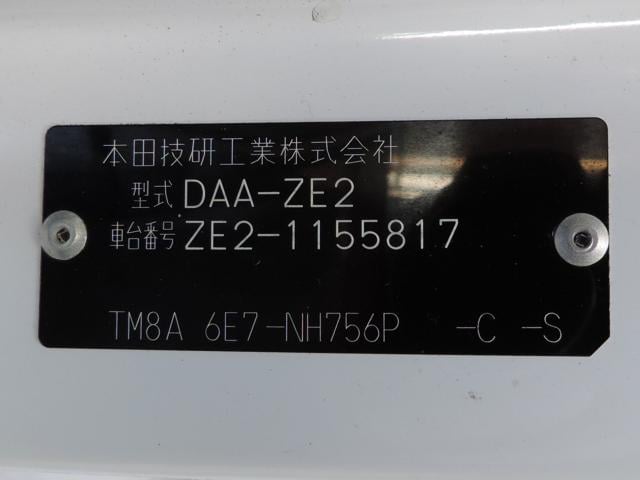 本田技研工業株式会社
型式 DAA-ZE2
車台番号 ZE2-1155817
TM8A 6E7-NH756P -C -S